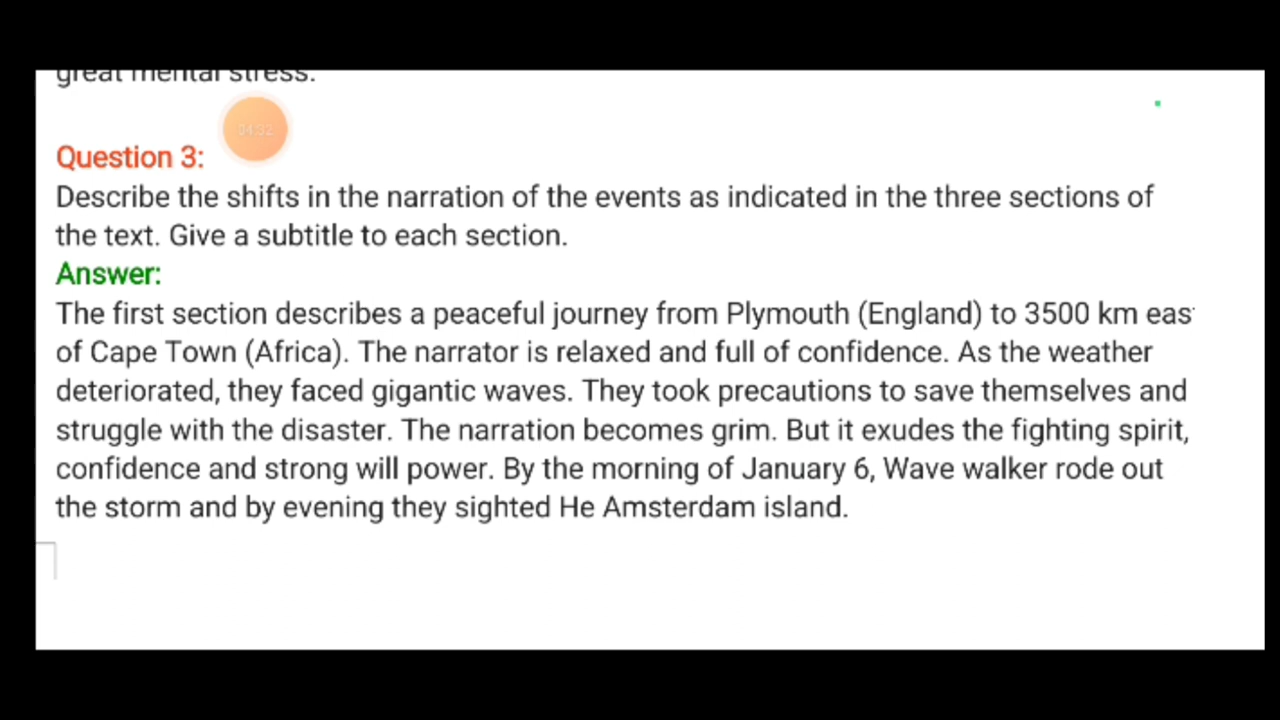 great mental stress.
04:32
Question 3:
Describe the shifts in the narration of the events as indicated in the three sections of
the text. Give a subtitle to each section.
Answer:
The first section describes a peaceful journey from Plymouth (England) to 3500 km eas
of Cape Town (Africa). The narrator is relaxed and full of confidence. As the weather
deteriorated, they faced gigantic waves. They took precautions to save themselves and
struggle with the disaster. The narration becomes grim. But it exudes the fighting spirit,
confidence and strong will power. By the morning of January 6, Wave walker rode out
the storm and by evening they sighted He Amsterdam island.